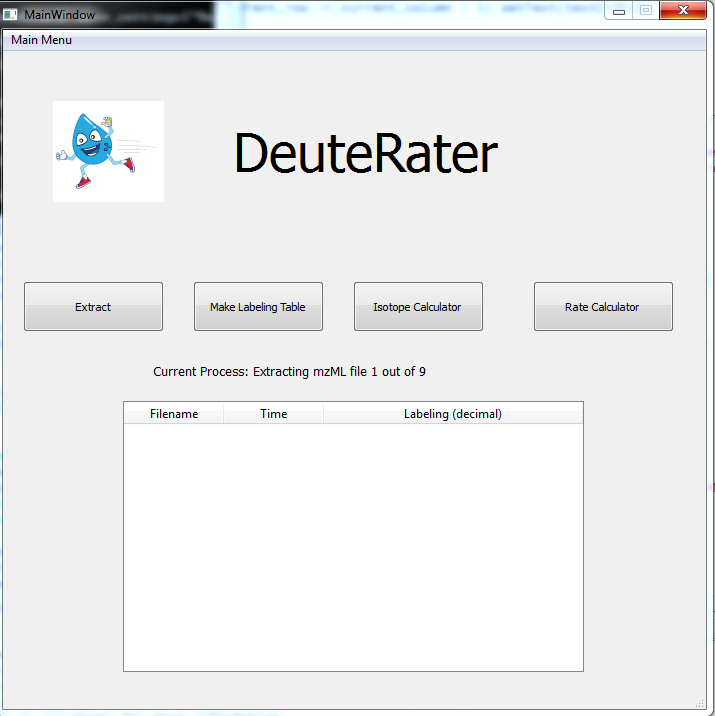 MainWindow
Main Menu
DeuteRater
Extract
Make Labeling Table
Isotope Calculator
Rate Calculator
Current Process: Extracting mzML file 1 out of 9
Filename Time Labeling (decimal)